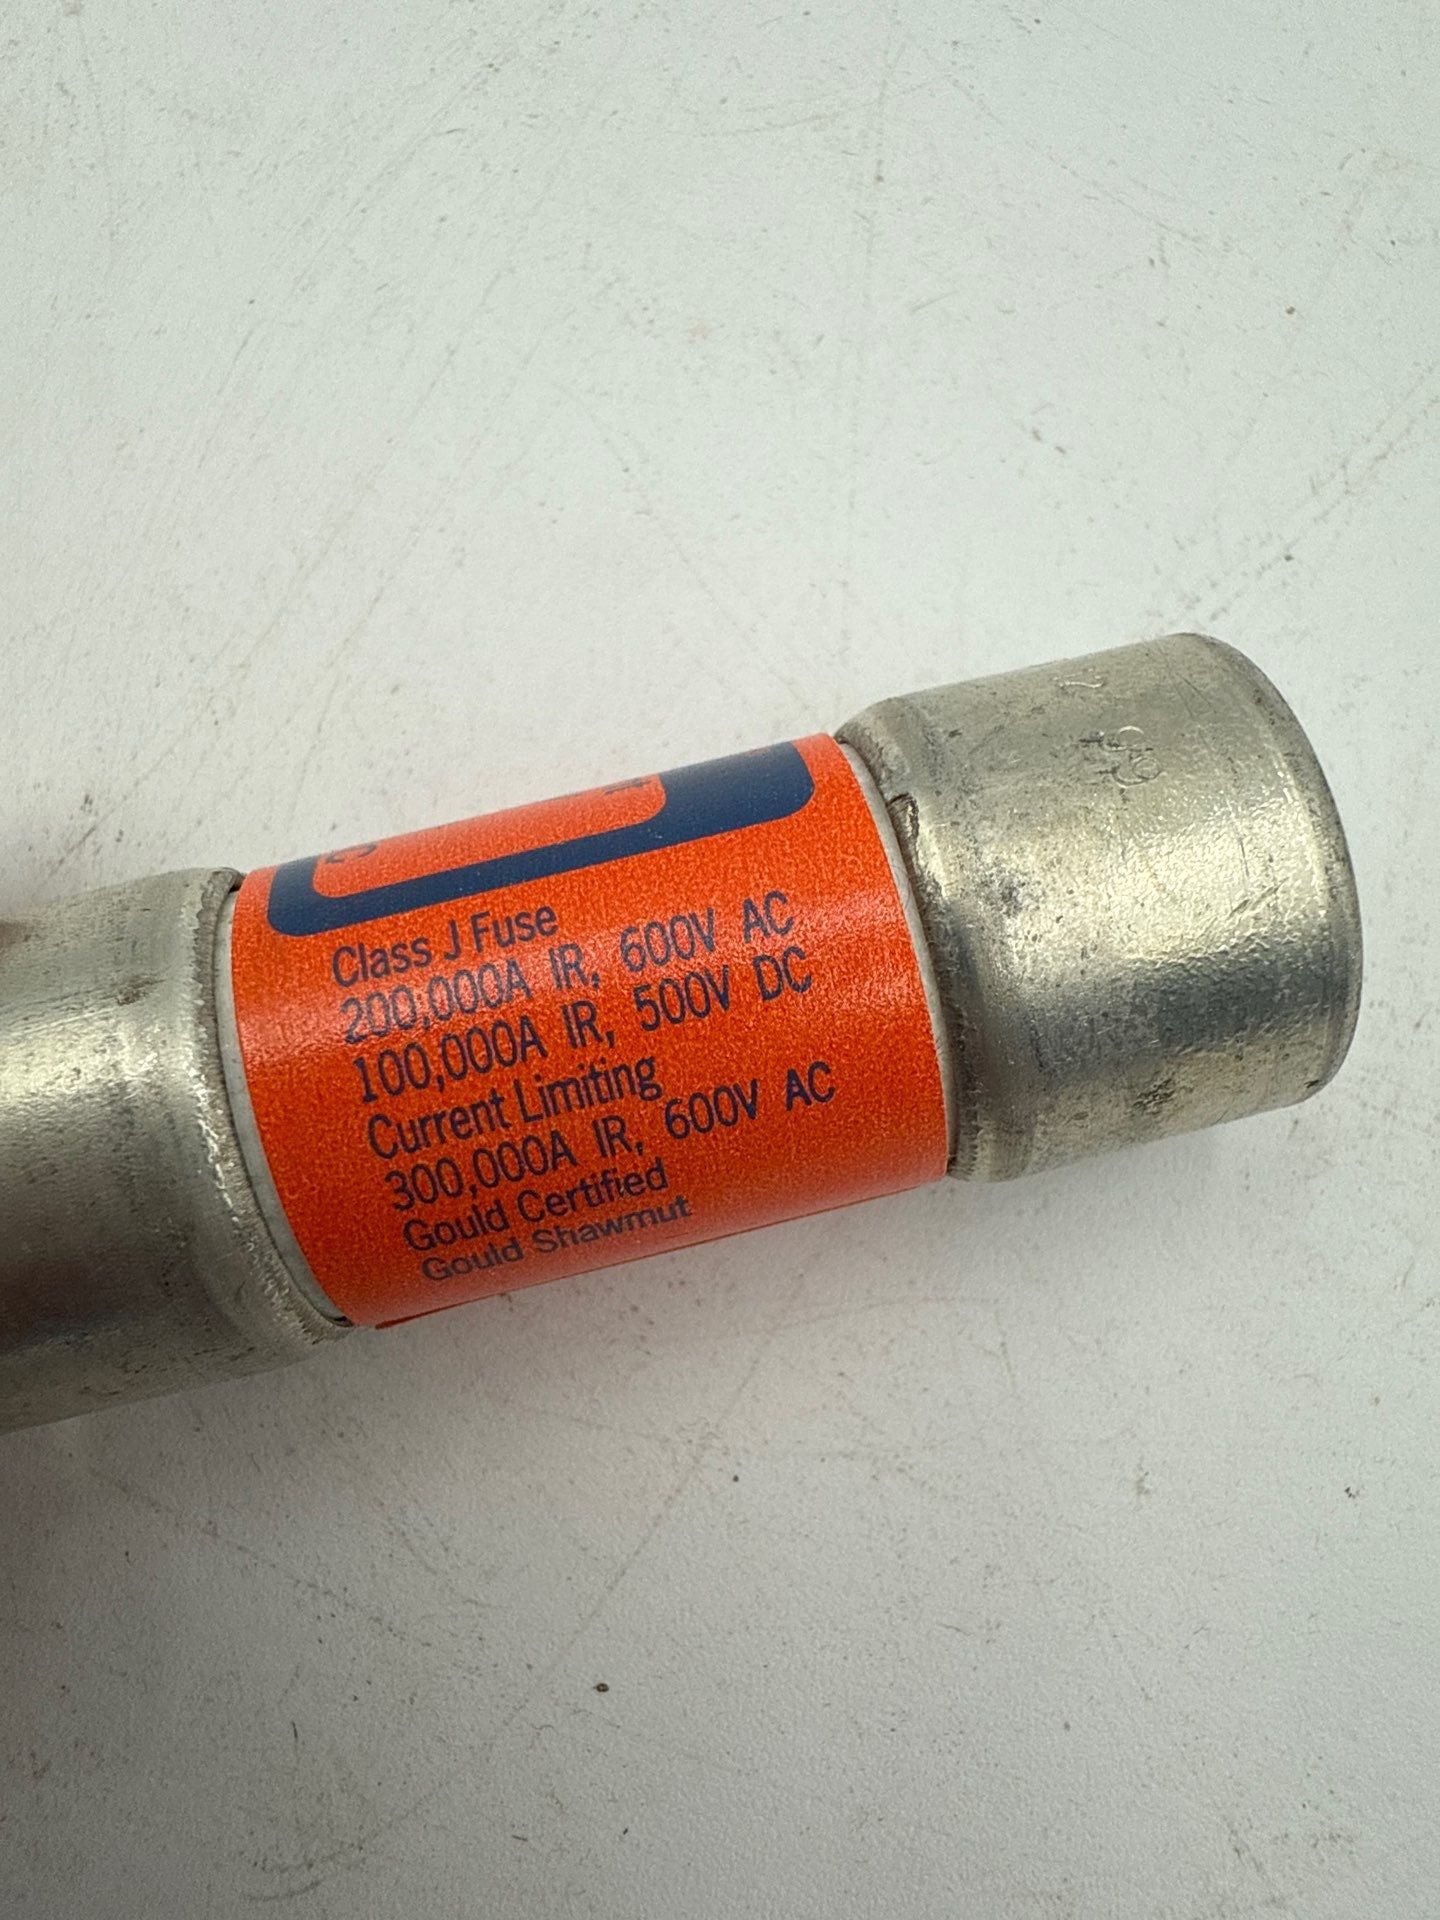 Class J Fuse
200,000A IR, 600V AC
100,000A IR, 500V DC
Current Limiting
300,000A IR, 600V AC
Gould Certified
Gould Shawmut